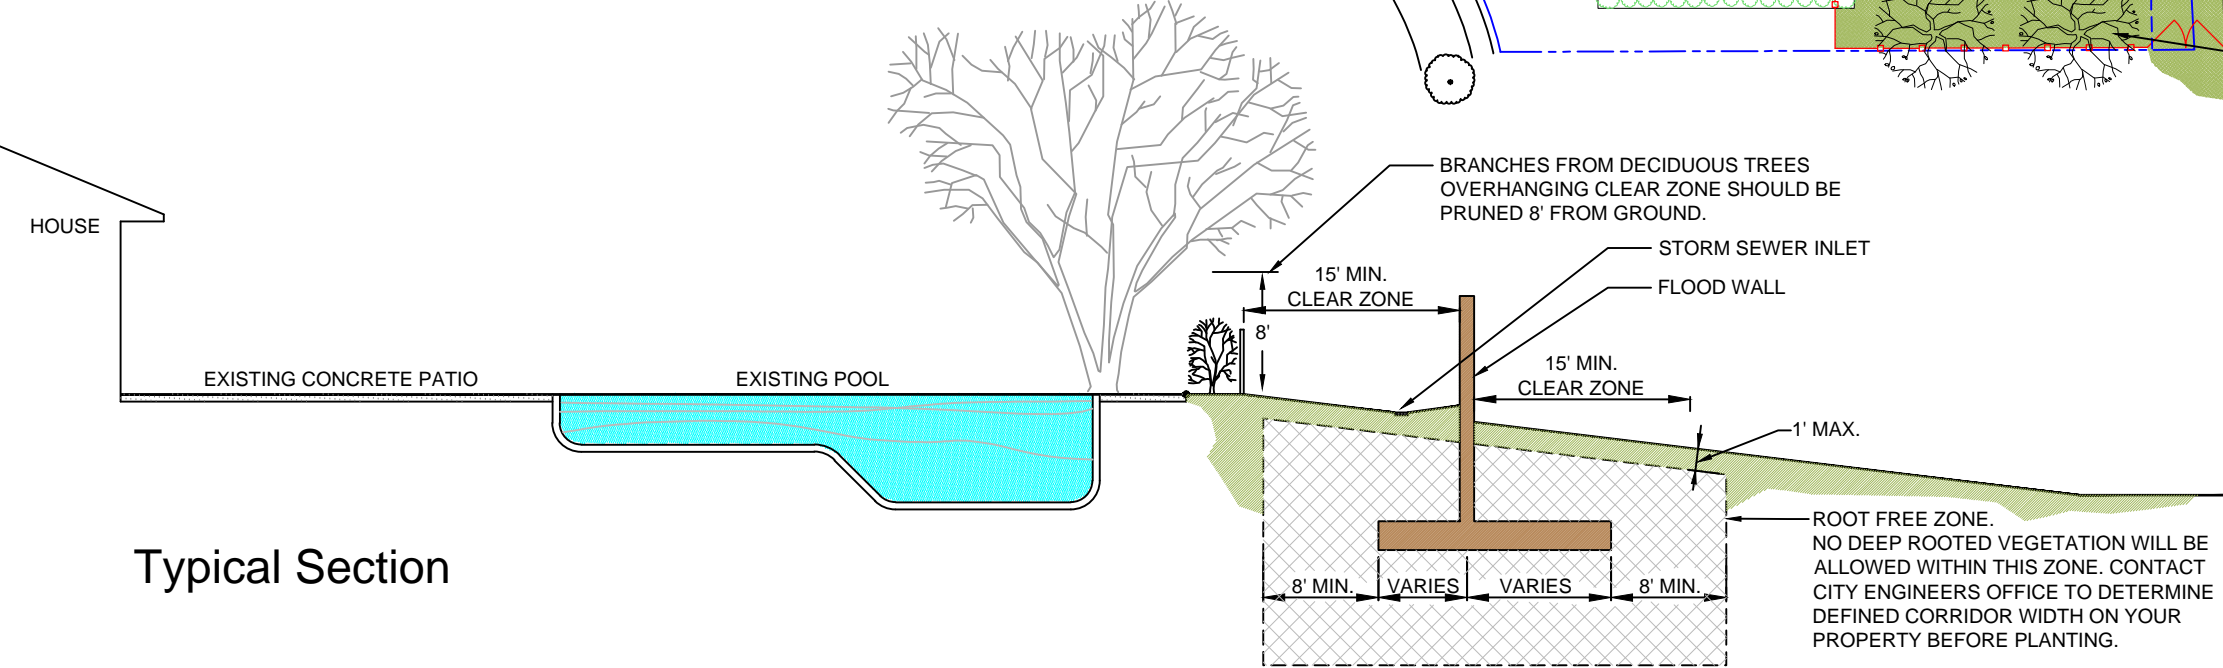 BRANCHES FROM DECIDUOUS TREES
OVERHANGING CLEAR ZONE SHOULD BE
PRUNED 8' FROM GROUND.
HOUSE
STORM SEWER INLET
15' MIN.
CLEAR ZONE
FLOOD WALL
8'
15' MIN.
CLEAR ZONE
EXISTING CONCRETE PATIO
EXISTING POOL
1' MAX.
ROOT FREE ZONE.
NO DEEP ROOTED VEGETATION WILL BE
ALLOWED WITHIN THIS ZONE. CONTACT
CITY ENGINEERS OFFICE TO DETERMINE
DEFINED CORRIDOR WIDTH ON YOUR
PROPERTY BEFORE PLANTING.
Typical Section
8' MIN.
VARIES
VARIES
8' MIN.